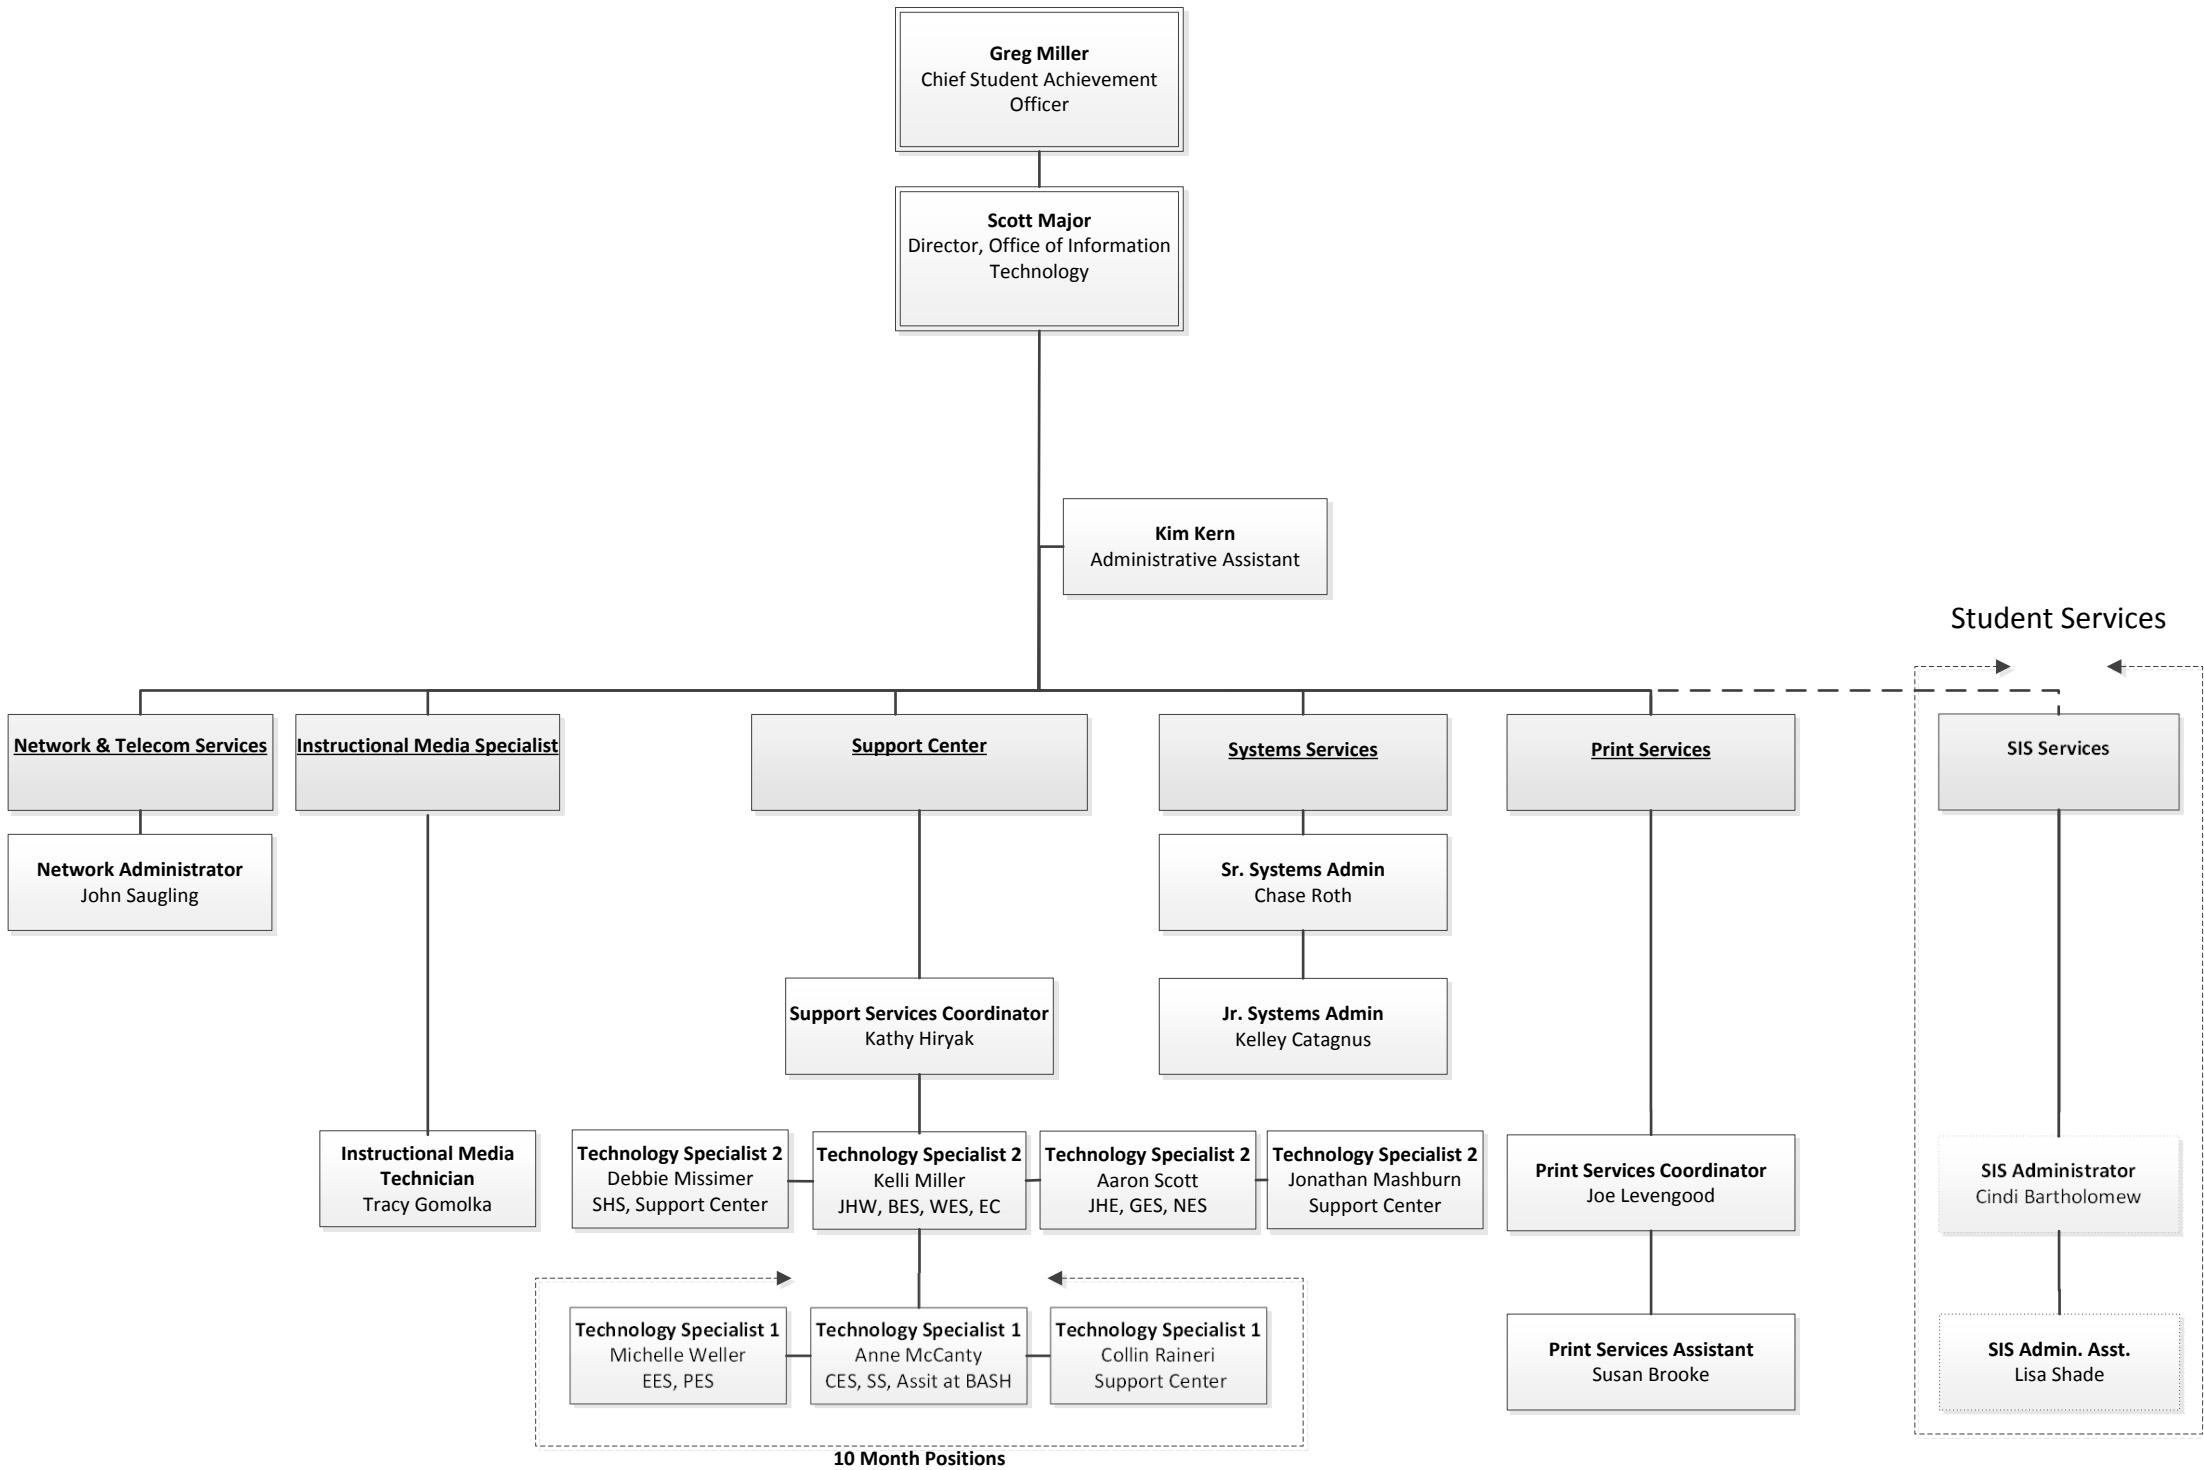 Greg Miller
Chief Student Achievement
Officer
Scott Major
Director, Office of Information
Technology
Kim Kern
Administrative Assistant
Student Services
Network & Telecom Services
Instructional Media Specialist
Support Center
Systems Services
Print Services
SIS Services
Network Administrator
John Saugling
Sr. Systems Admin
Chase Roth
Support Services Coordinator
Kathy Hiryak
Jr. Systems Admin
Kelley Catagnus
Instructional Media
Technician
Tracy Gomolka
Technology Specialist 2
Debbie Missimer
SHS, Support Center
Technology Specialist 2
Kelli Miller
JHW, BES, WES, EC
Technology Specialist 2
Aaron Scott
JHE, GES, NES
Technology Specialist 2
Jonathan Mashburn
Support Center
Print Services Coordinator
Joe Levengood
SIS Administrator
Cindi Bartholomew
Technology Specialist 1
Michelle Weller
EES, PES
Technology Specialist 1
Anne McCanty
CES, SS, Assit at BASH
Technology Specialist 1
Collin Raineri
Support Center
Print Services Assistant
Susan Brooke
SIS Admin. Asst.
Lisa Shade
10 Month Positions